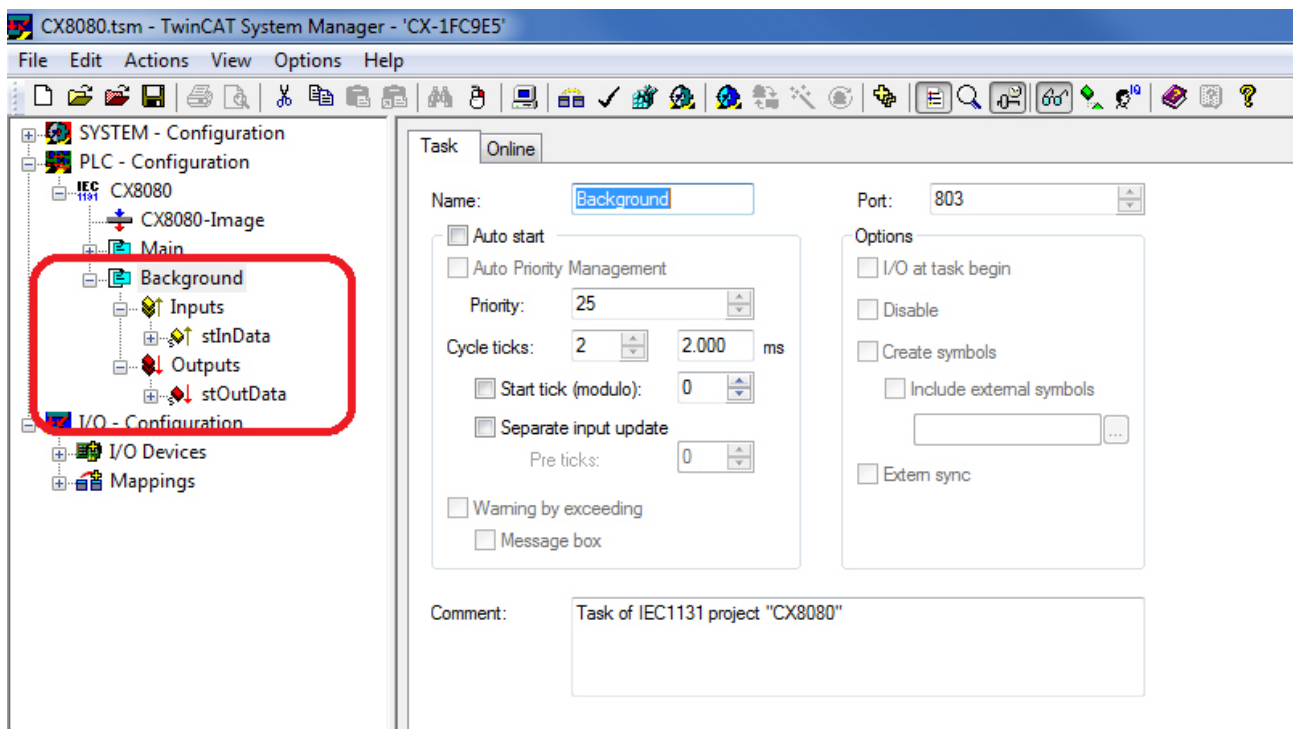 CX8080.tsm - TwinCAT System Manager - 'CX-1FC9E5'
File Edit Actions View Options Help
SYSTEM - Configuration
PLC - Configuration
IEC 1131 CX8080
CX8080-Image
Main
Background
Inputs
stInData
Outputs
stOutData
I/O - Configuration
I/O Devices
Mappings
Task Online
Name: Background Port: 803
Auto start Options
Auto Priority Management I/O at task begin
Priority: 25 Disable
Cycle ticks: 2 2.000 ms Create symbols
Start tick (modulo): 0 Include external symbols
Separate input update ...
Pre ticks: 0 Extern sync
Warning by exceeding
Message box
Comment: Task of IEC1131 project "CX8080"